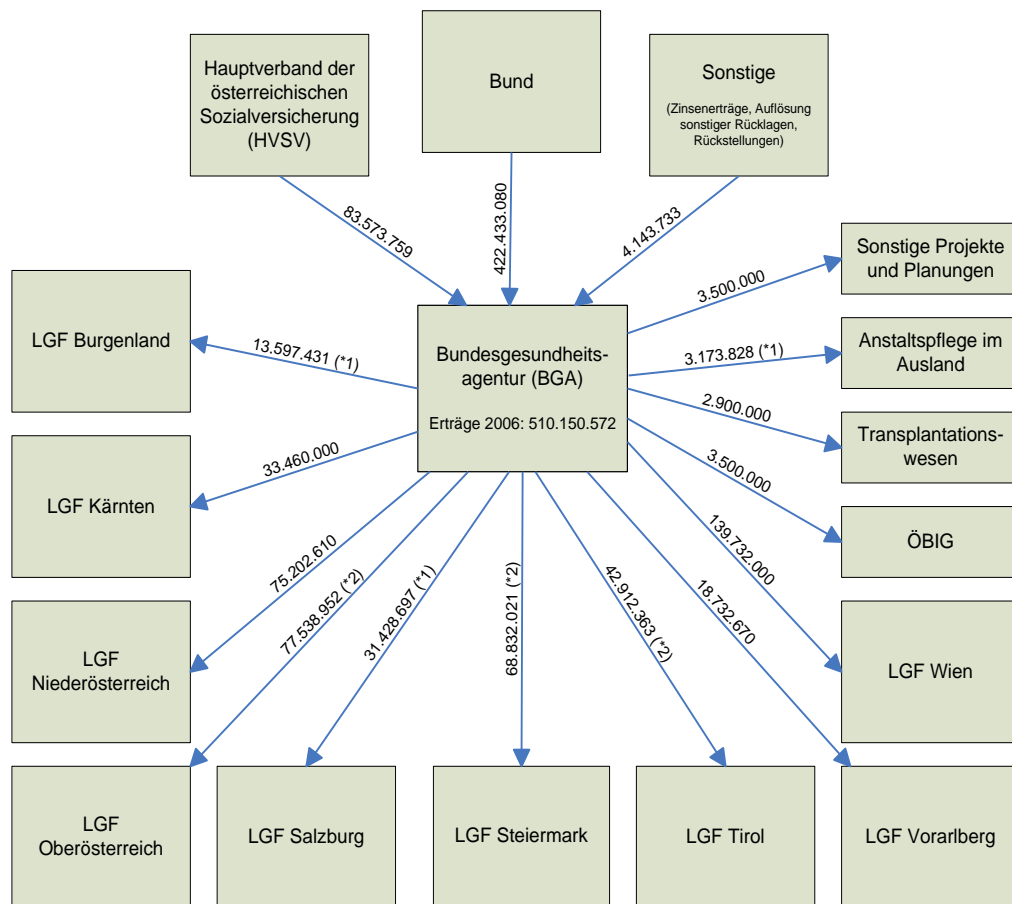 Hauptverband der
österreichischen
Sozialversicherung
(HVSV)
Bund
Sonstige
(Zinsenerträge, Auflösung
sonstiger Rücklagen,
Rückstellungen)
83.573.759
422.433.080
4.143.733
Sonstige Projekte
und Planungen
3.500.000
LGF Burgenland
13.597.431 (*1)
Bundesgesundheits-
agentur (BGA)
Erträge 2006: 510.150.572
3.173.828 (*1)
Anstaltspflege im
Ausland
2.900.000
Transplantations-
wesen
LGF Kärnten
33.460.000
3.500.000
ÖBIG
75.202.610
77.538.952 (*2)
31.428.697 (*1)
68.832.021 (*2)
42.912.363 (*2)
18.732.670
139.732.000
LGF
Niederösterreich
LGF Wien
LGF
Oberösterreich
LGF Salzburg
LGF Steiermark
LGF Tirol
LGF Vorarlberg